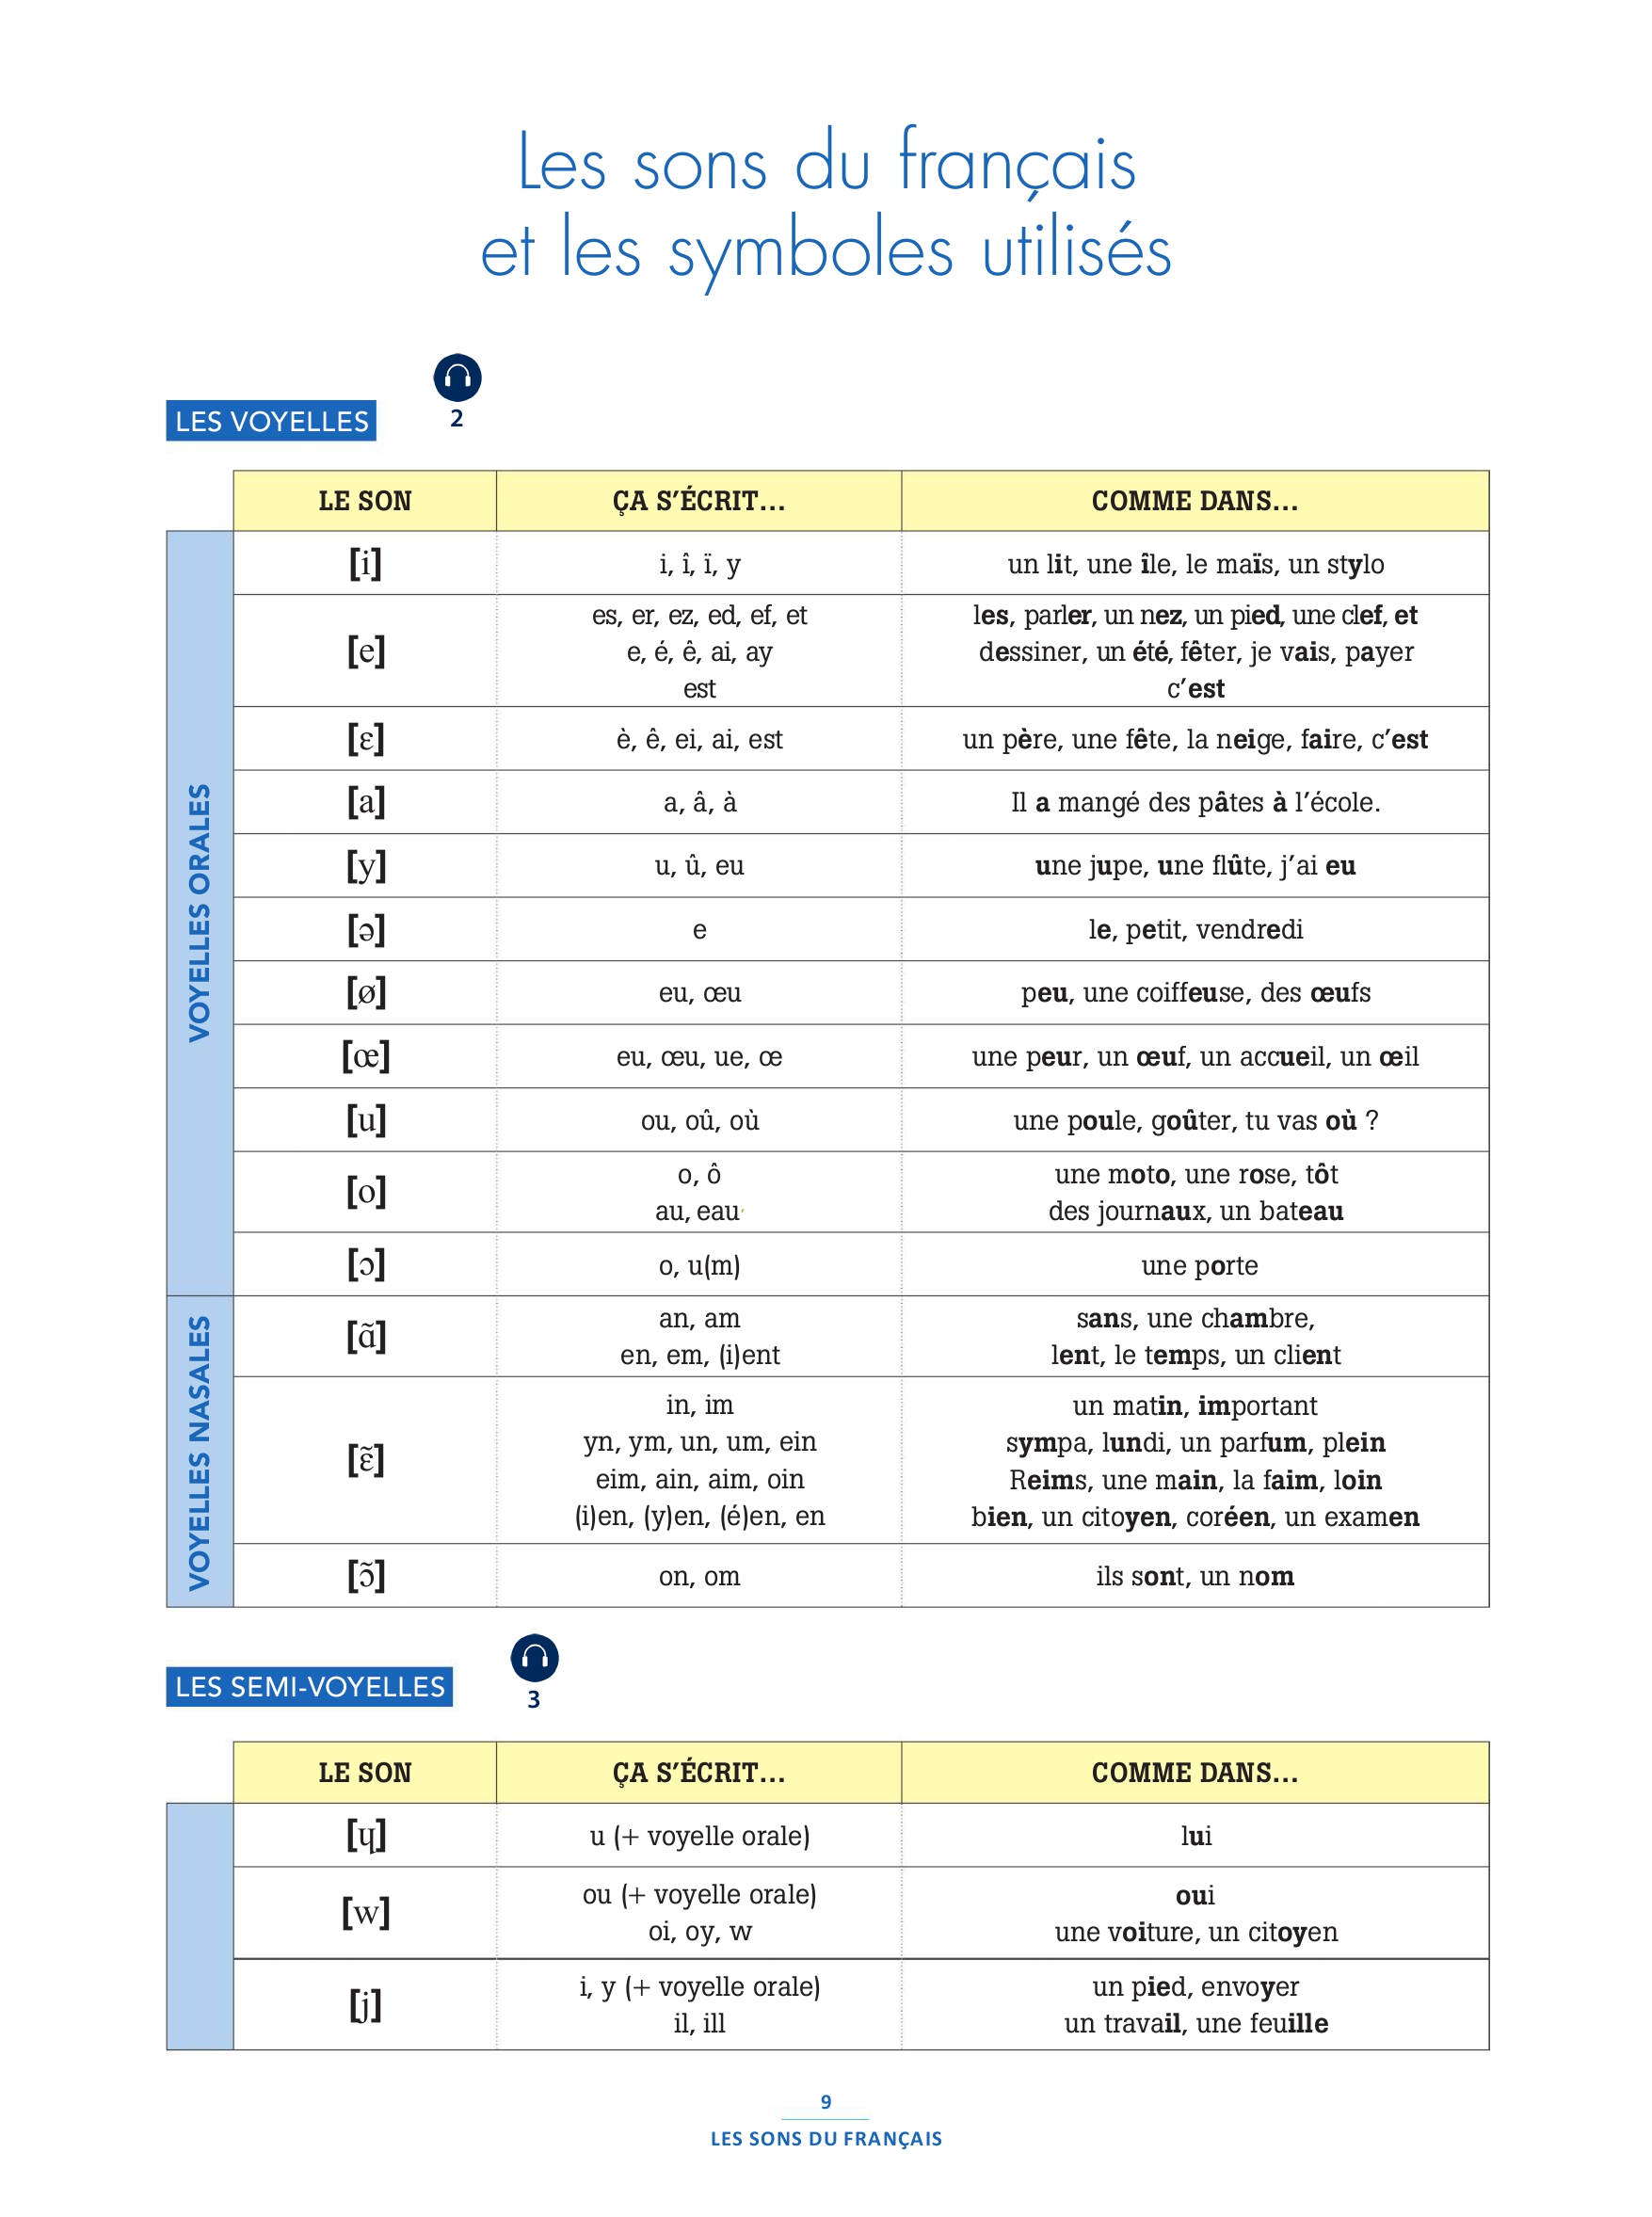 Les sons du français
et les symboles utilisés
2
LES VOYELLES
LE SON ÇA S’ÉCRIT... COMME DANS...
VOYELLES ORALES
[i] i, î, ï, y un lit, une île, le maïs, un stylo
es, er, ez, ed, ef, et les, parler, un nez, un pied, une clef, et
[e] e, é, ê, ai, ay dessiner, un été, fêter, je vais, payer
est c’est
[ɛ] è, ê, ei, ai, est un père, une fête, la neige, faire, c’est
[a] a, â, à Il a mangé des pâtes à l’école.
[y] u, û, eu une jupe, une flûte, j’ai eu
[ə] e le, petit, vendredi
[ø] eu, œu peu, une coiffeuse, des œufs
[œ] eu, œu, ue, œ une peur, un œuf, un accueil, un œil
[u] ou, oû, où une poule, goûter, tu vas où ?
[o] o, ô une moto, une rose, tôt
au, eau des journaux, un bateau
[ɔ] o, u(m) une porte
VOYELLES NASALES
[ɑ̃] an, am sans, une chambre,
en, em, (i)ent lent, le temps, un client
in, im un matin, important
[ɛ̃] yn, ym, un, um, ein sympa, lundi, un parfum, plein
eim, ain, aim, oin Reims, une main, la faim, loin
(i)en, (y)en, (é)en, en bien, un citoyen, coréen, un examen
[ɔ̃] on, om ils sont, un nom
3
LES SEMI-VOYELLES
LE SON ÇA S’ÉCRIT... COMME DANS...
[ɥ] u (+ voyelle orale) lui
[w] ou (+ voyelle orale) oui
oi, oy, w une voiture, un citoyen
[j] i, y (+ voyelle orale) un pied, envoyer
il, ill un travail, une feuille
9
LES SONS DU FRANÇAIS